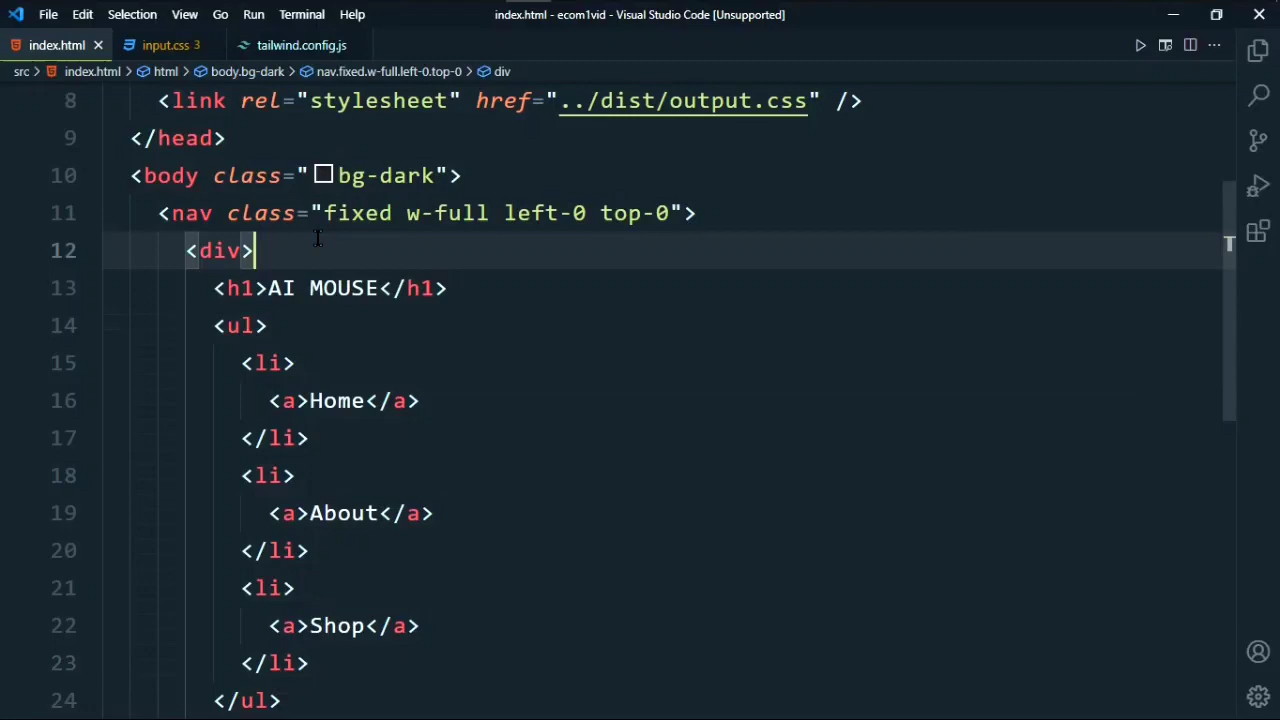 File Edit Selection View Go Run Terminal Help index.html - ecom1vid - Visual Studio Code [Unsupported]
index.html input.css 3 tailwind.config.js
src > index.html > html > body.bg-dark > nav.fixed.w-full.left-0.top-0 > div
8 <link rel="stylesheet" href="../dist/output.css" />
9 </head>
10 <body class="bg-dark">
11 <nav class="fixed w-full left-0 top-0">
12 <div>
13 <h1>AI MOUSE</h1>
14 <ul>
15 <li>
16 <a>Home</a>
17 </li>
18 <li>
19 <a>About</a>
20 </li>
21 <li>
22 <a>Shop</a>
23 </li>
24 </ul>